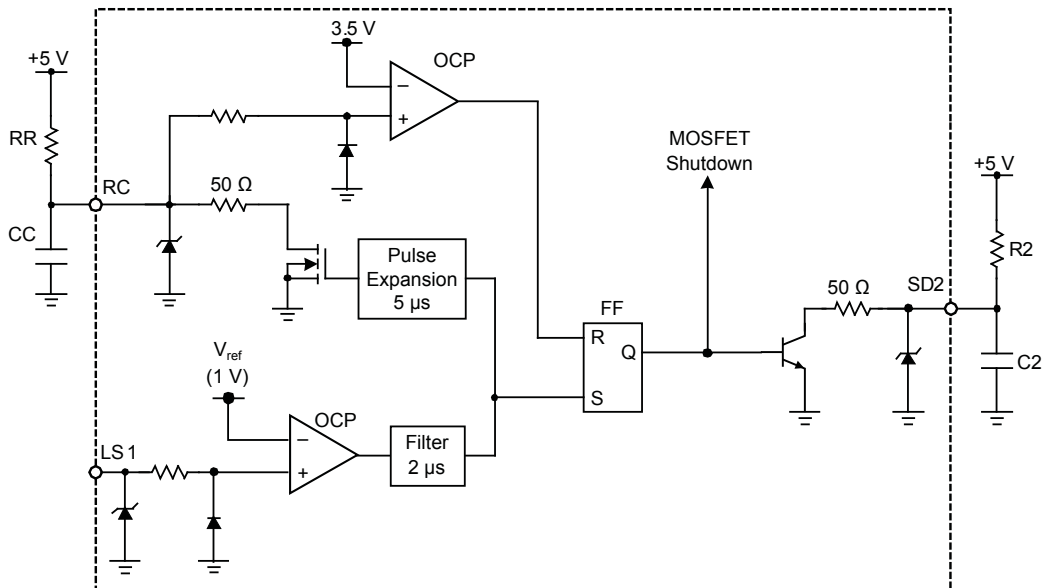 3.5 V
+5 V
OCP
RR
MOSFET
Shutdown
+5 V
RC
50 Ω
CC
Pulse
Expansion
5 µs
R2
SD2
50 Ω
FF
R
Q
S
C2
Vref
(1 V)
OCP
LS1
Filter
2 µs